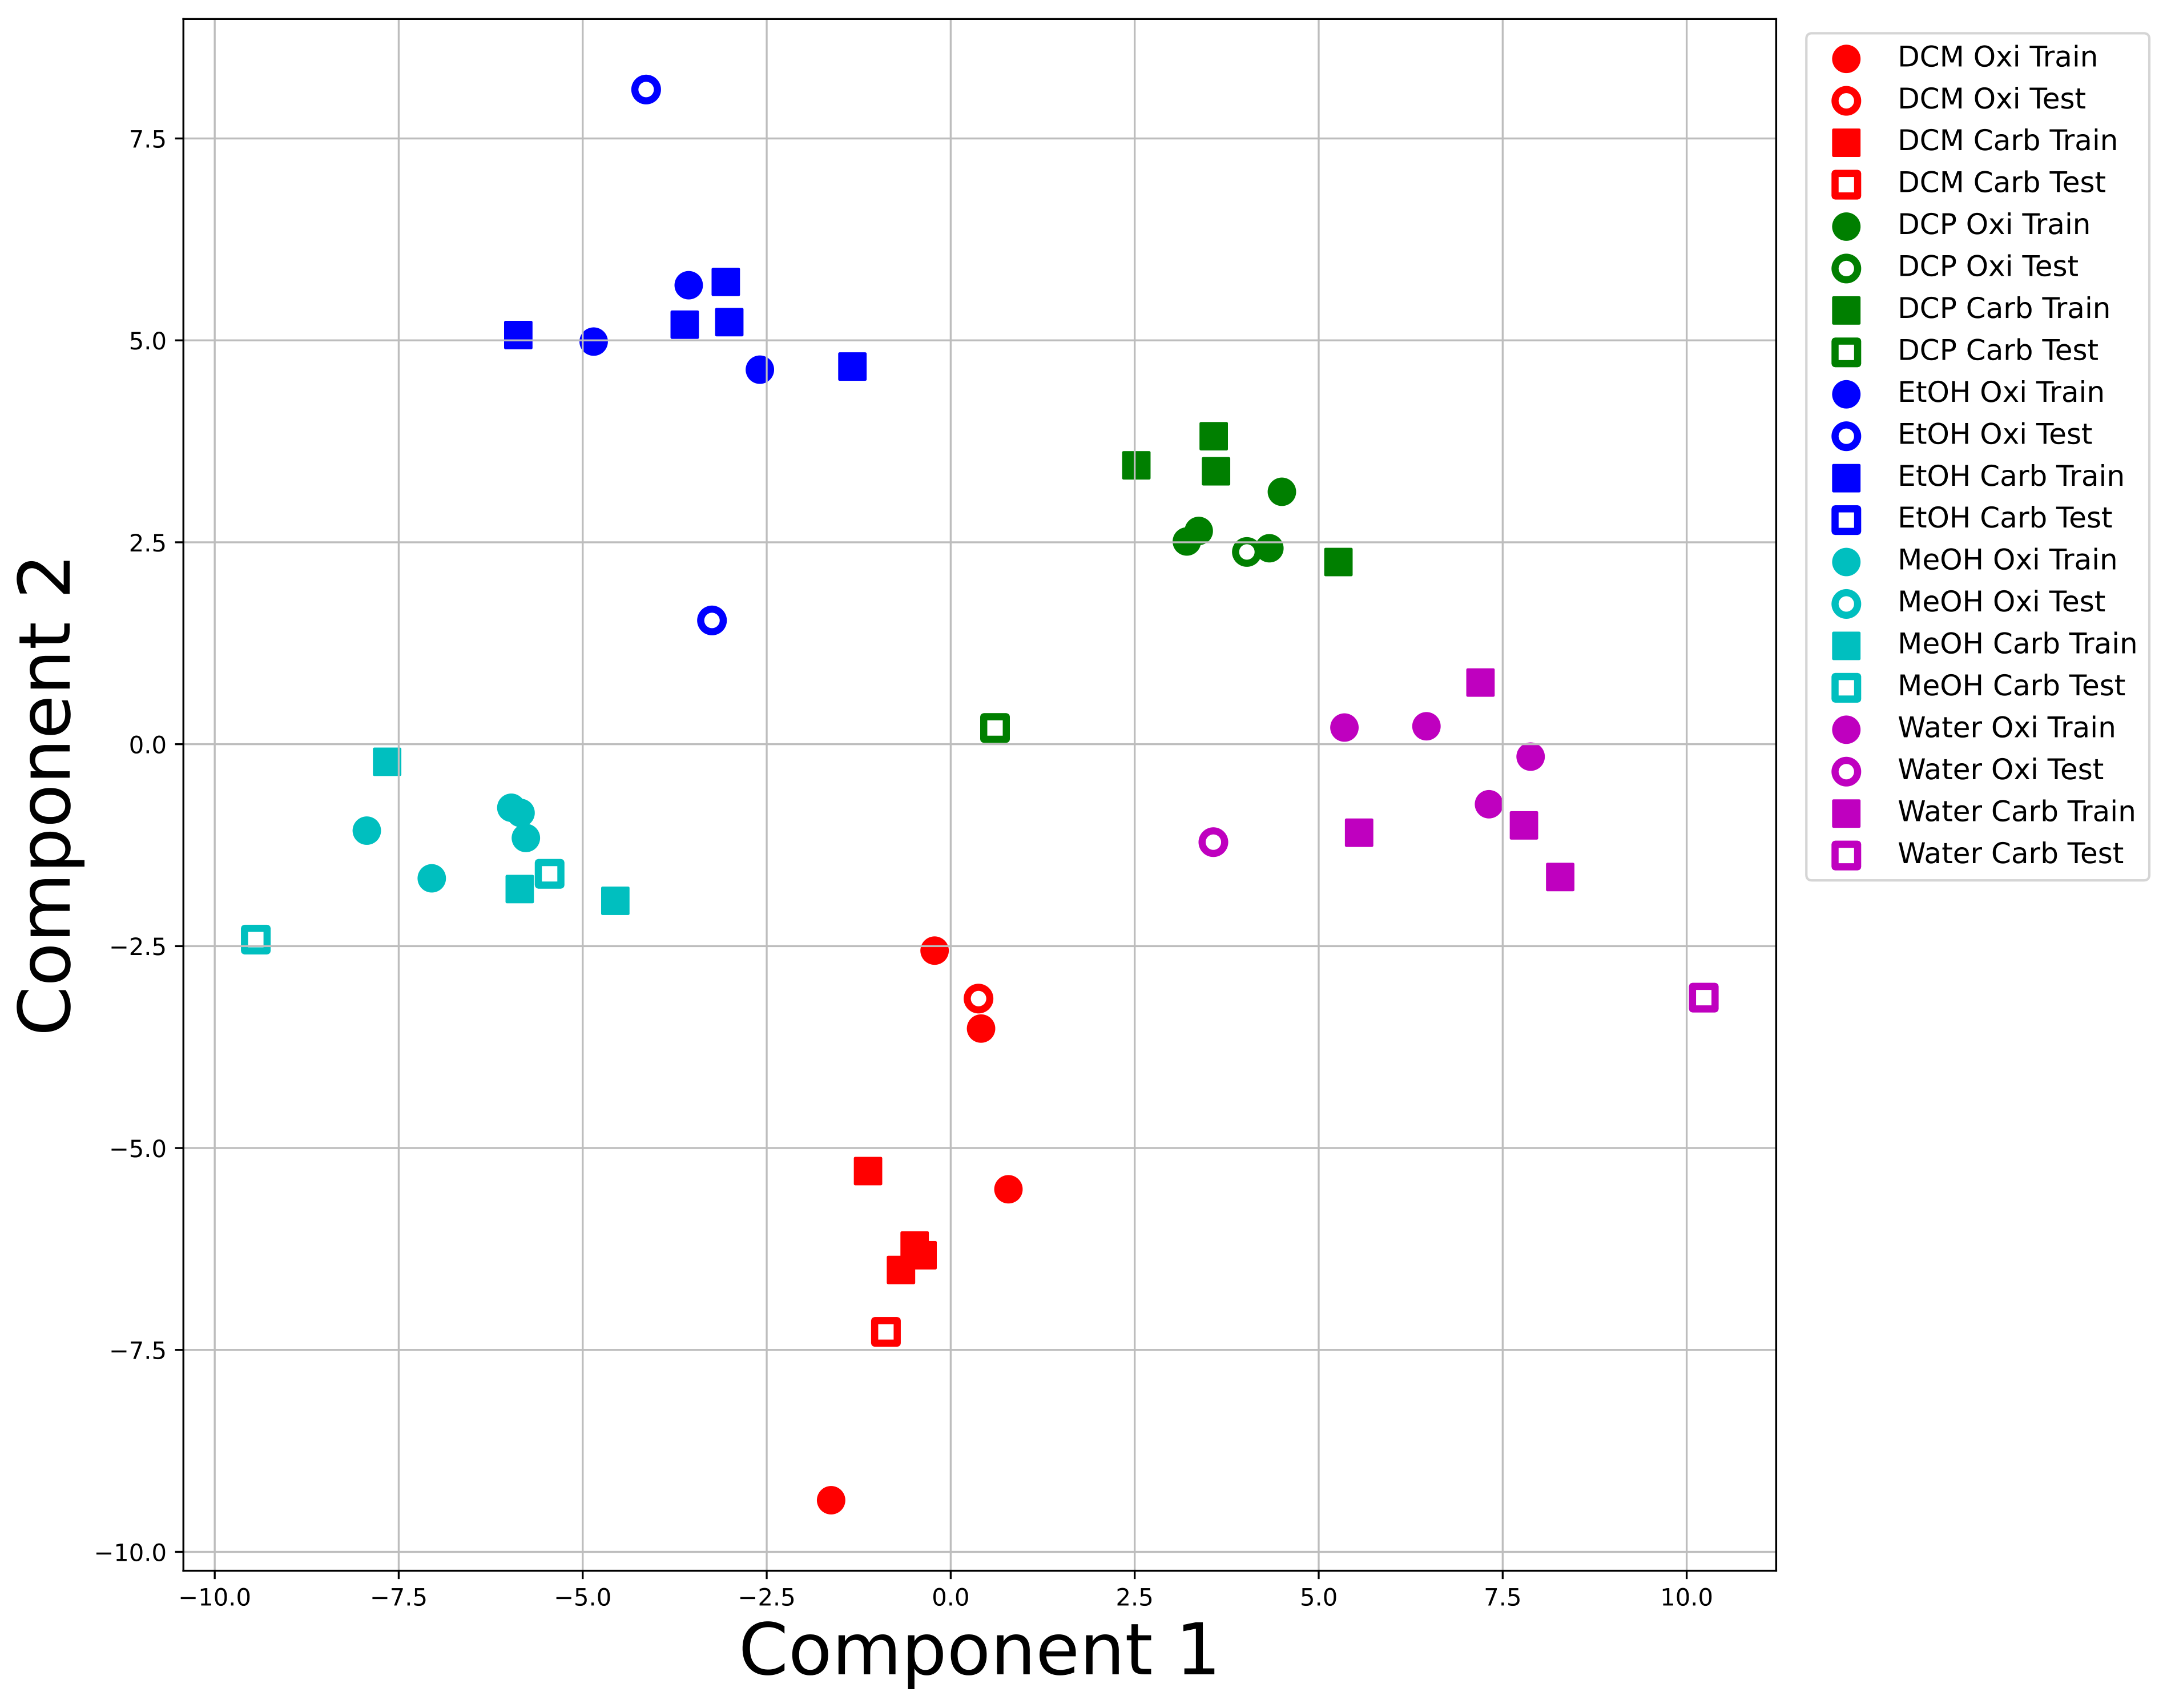 Component 2
7.5
5.0
2.5
0.0
−2.5
−5.0
−7.5
−10.0
−10.0 −7.5 −5.0 −2.5 0.0 2.5 5.0 7.5 10.0
Component 1
DCM Oxi Train
DCM Oxi Test
DCM Carb Train
DCM Carb Test
DCP Oxi Train
DCP Oxi Test
DCP Carb Train
DCP Carb Test
EtOH Oxi Train
EtOH Oxi Test
EtOH Carb Train
EtOH Carb Test
MeOH Oxi Train
MeOH Oxi Test
MeOH Carb Train
MeOH Carb Test
Water Oxi Train
Water Oxi Test
Water Carb Train
Water Carb Test